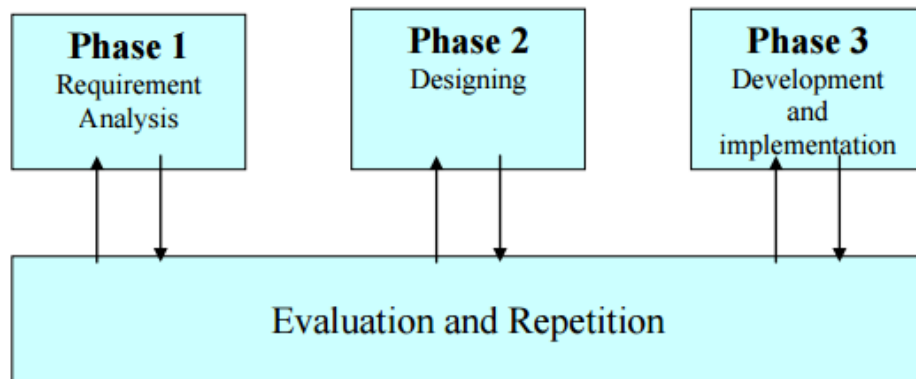 Phase 1
Requirement
Analysis
Phase 2
Designing
Phase 3
Development
and
implementation
Evaluation and Repetition